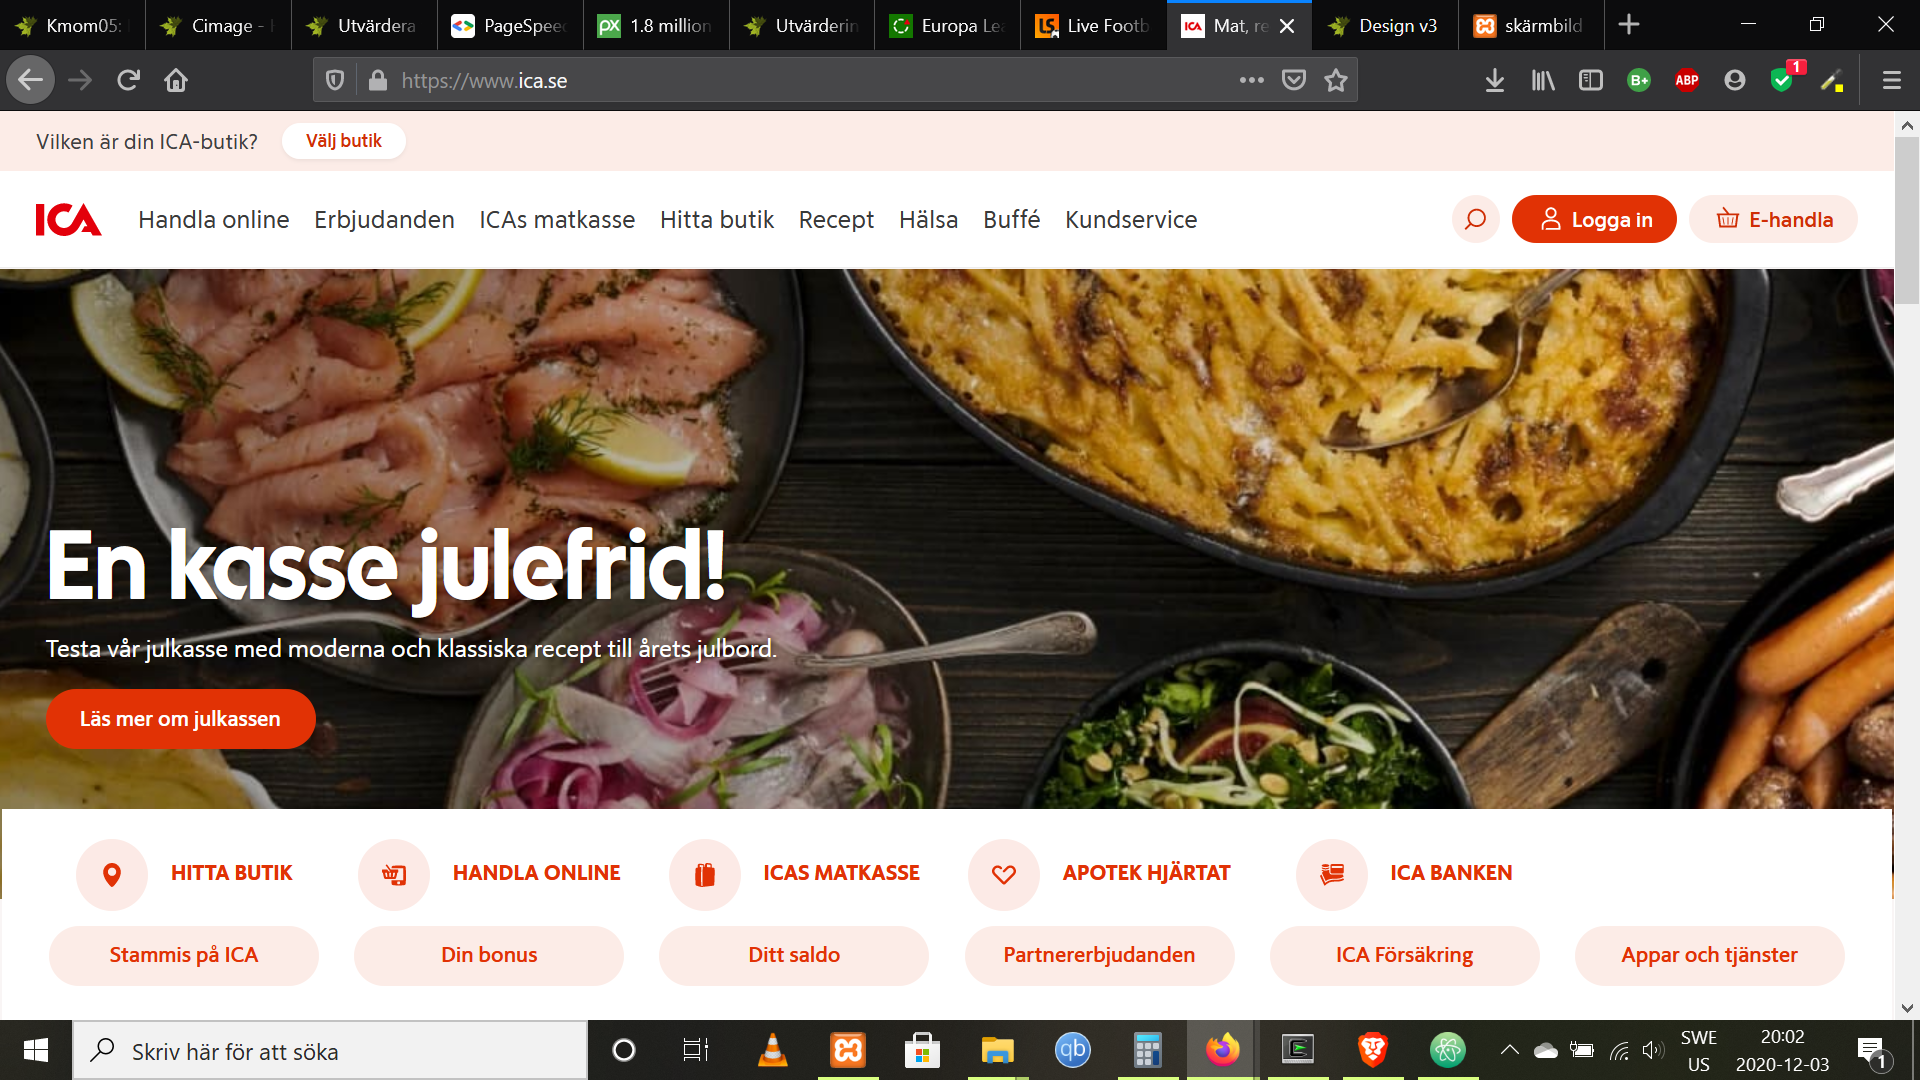 Kmom05:
Cimage -
Utvärdera
PageSpeed
1.8 million
Utvärderin
Europa Lea
Live Footb
Mat, re
Design v3
skärmbild
https://www.ica.se
B+
ABP
1
Vilken är din ICA-butik?
Välj butik
ICA
Handla online
Erbjudanden
ICAs matkasse
Hitta butik
Recept
Hälsa
Buffé
Kundservice
Logga in
E-handla
En kasse julefrid!
Testa vår julkasse med moderna och klassiska recept till årets julbord.
Läs mer om julkassen
HITTA BUTIK
HANDLA ONLINE
ICAS MATKASSE
APOTEK HJÄRTAT
ICA BANKEN
Stammis på ICA
Din bonus
Ditt saldo
Partnererbjudanden
ICA Försäkring
Appar och tjänster
Skriv här för att söka
qb
SWE
US
20:02
2020-12-03
1